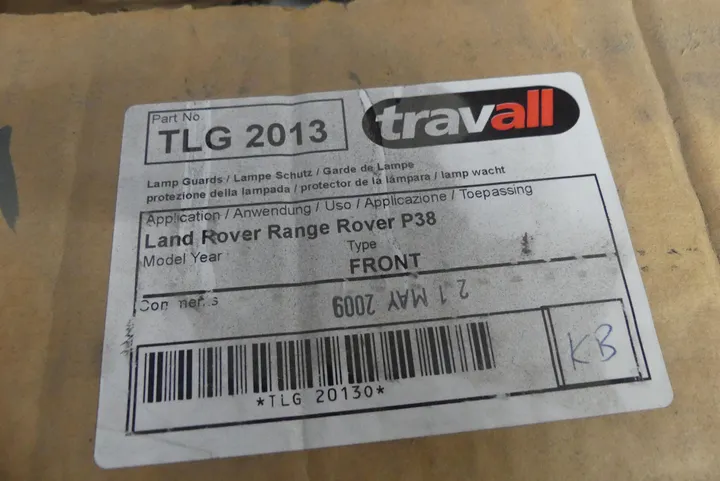 Part No
TLG 2013
travall
Lamp Guards / Lampe Schutz / Garde de Lampe
protezione della lampada / protector de la lámpara / lamp wacht
Application / Anwendung / Uso / Applicazione / Toepassing
Land Rover Range Rover P38
Model Year
Type
FRONT
Comments
21 MAY 2009
*TLG 20130*
KB